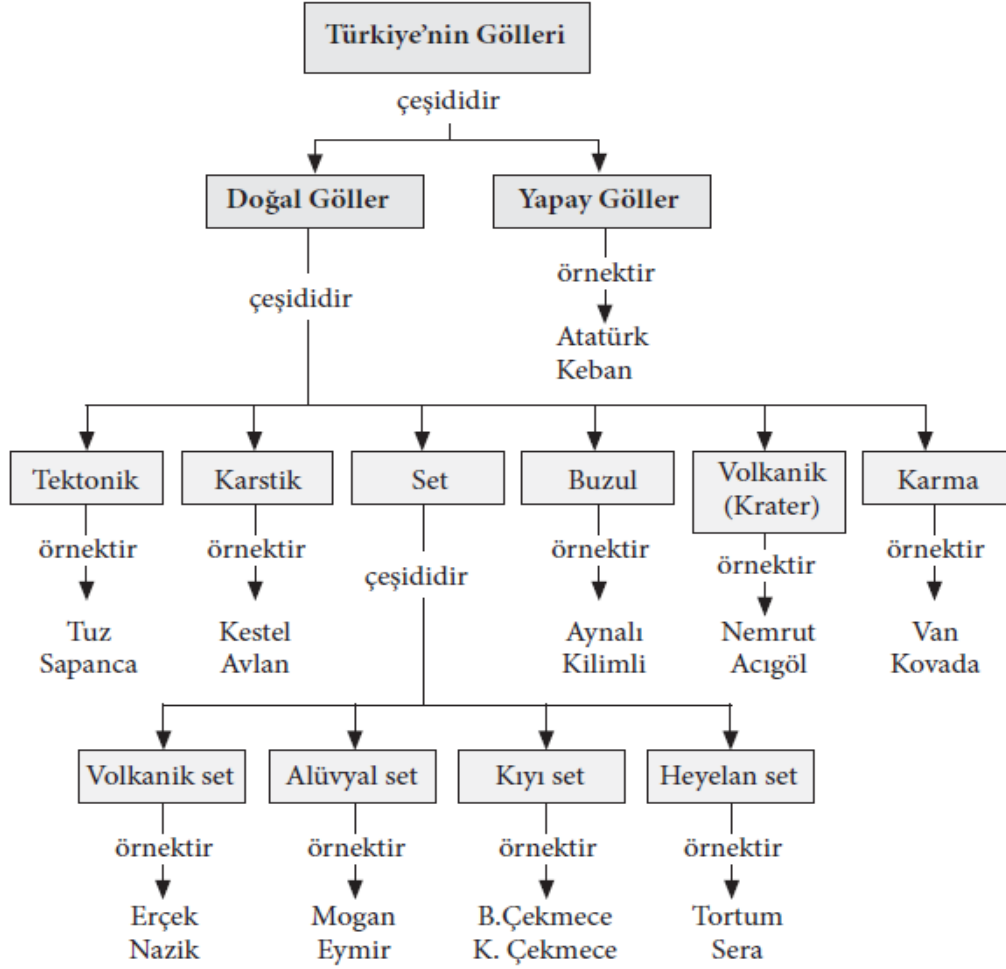 Türkiye’nin Gölleri
çeşididir
Doğal Göller
Yapay Göller
örnektir
çeşididir
Atatürk
Keban
Tektonik
Karstik
Set
Buzul
Volkanik
(Krater)
Karma
örnektir
örnektir
çeşididir
örnektir
örnektir
örnektir
Tuz
Sapanca
Kestel
Avlan
Aynalı
Kilimli
Nemrut
Acıgöl
Van
Kovada
Volkanik set
Alüvyal set
Kıyı set
Heyelan set
örnektir
örnektir
örnektir
örnektir
Erçek
Nazik
Mogan
Eymir
B.Çekmece
K. Çekmece
Tortum
Sera